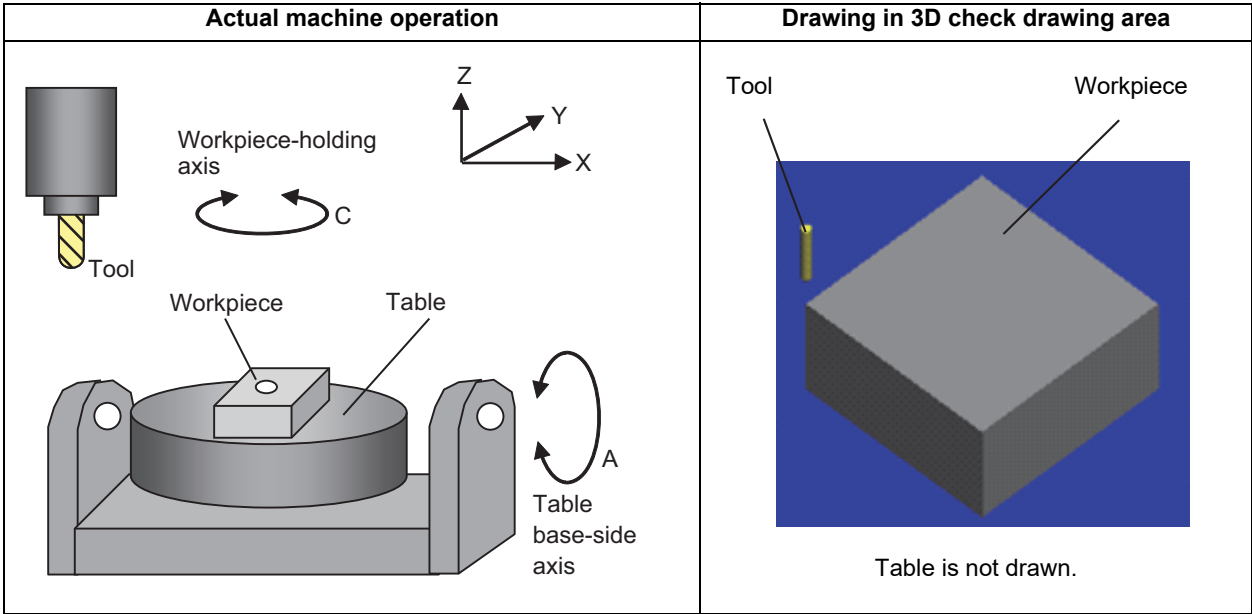 Actual machine operation
Drawing in 3D check drawing area
Z
Y
X
Workpiece-holding
axis
C
Tool
Workpiece
Table
A
Table
base-side
axis
Tool
Workpiece
Table is not drawn.